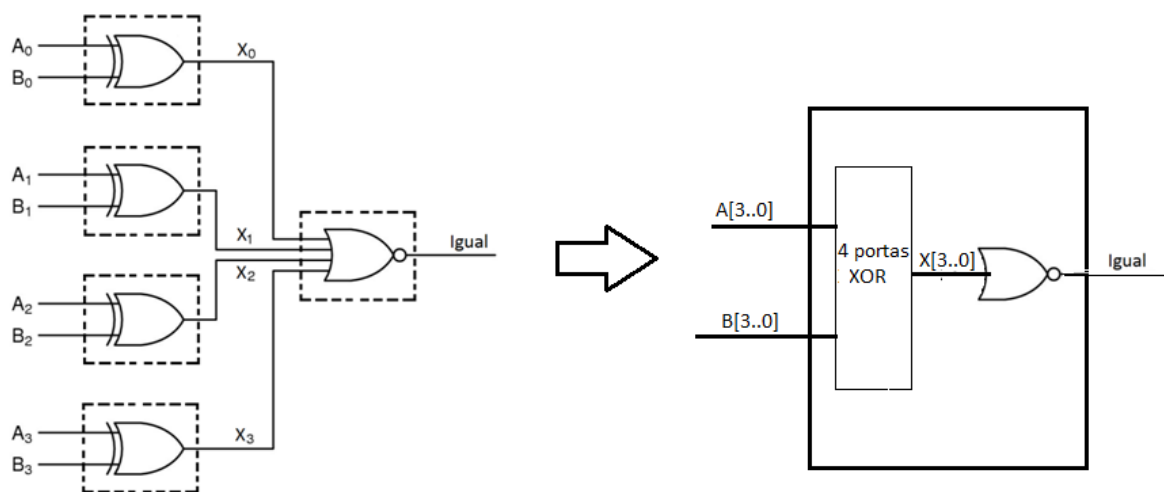 A₀
B₀
X₀
A₁
B₁
X₁
X₂
A₂
B₂
A₃
B₃
X₃
Igual
A[3..0]
B[3..0]
4 portas
XOR
X[3..0]
Igual